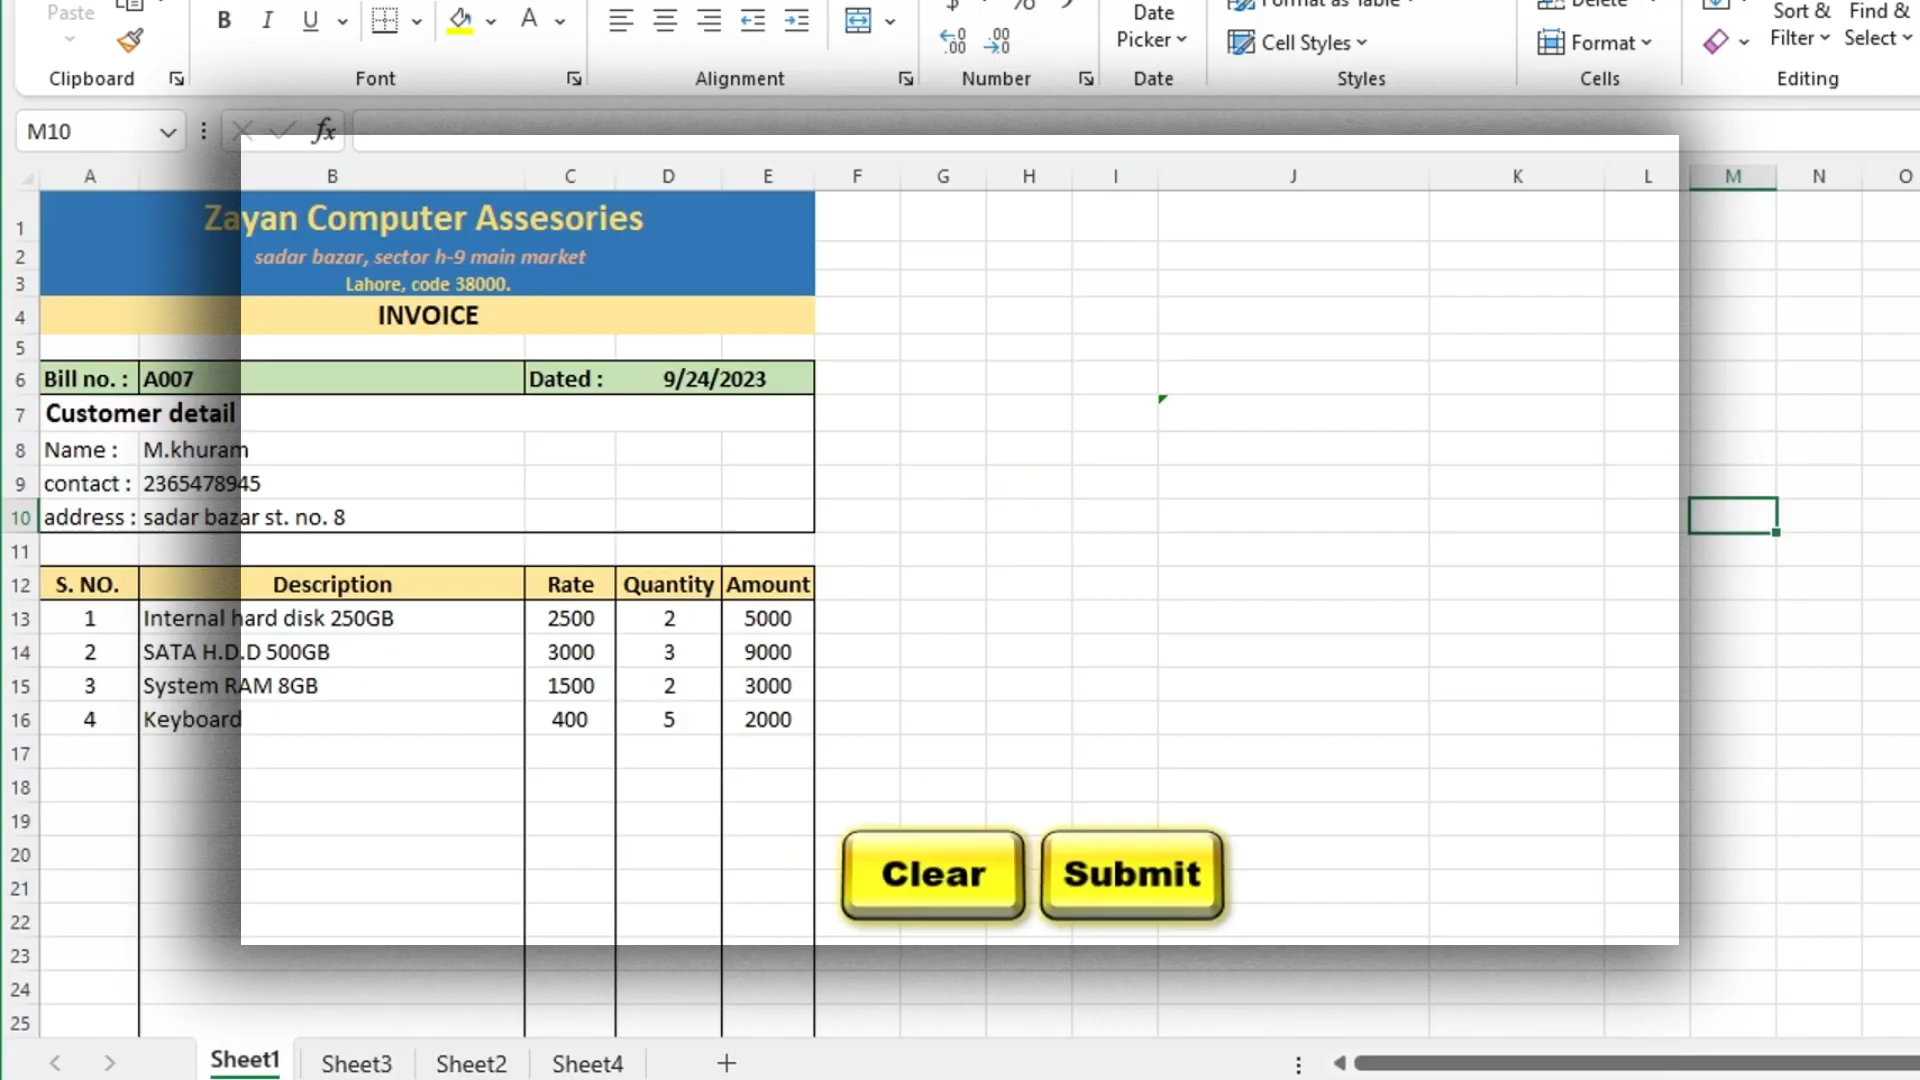 Paste
B I U A
$ % 9
Date
Picker
Format as Table
Cell Styles
Delete
Format
Sort &
Filter
Find &
Select
Clipboard Font Alignment Number Date Styles Cells Editing
M10 fx
A B C D E F G H I J K L M N O
1 Zayan Computer Assesories
2 sadar bazar, sector h-9 main market
3 Lahore, code 38000.
4 INVOICE
5
6 Bill no. : A007 Dated : 9/24/2023
7 Customer detail
8 Name : M.khuram
9 contact : 2365478945
10 address : sadar bazar st. no. 8
11
12 S. NO. Description Rate Quantity Amount
13 1 Internal hard disk 250GB 2500 2 5000
14 2 SATA H.D.D 500GB 3000 3 9000
15 3 System RAM 8GB 1500 2 3000
16 4 Keyboard 400 5 2000
17
18
19
20
21 Clear Submit
22
23
24
25
Sheet1 Sheet3 Sheet2 Sheet4 +